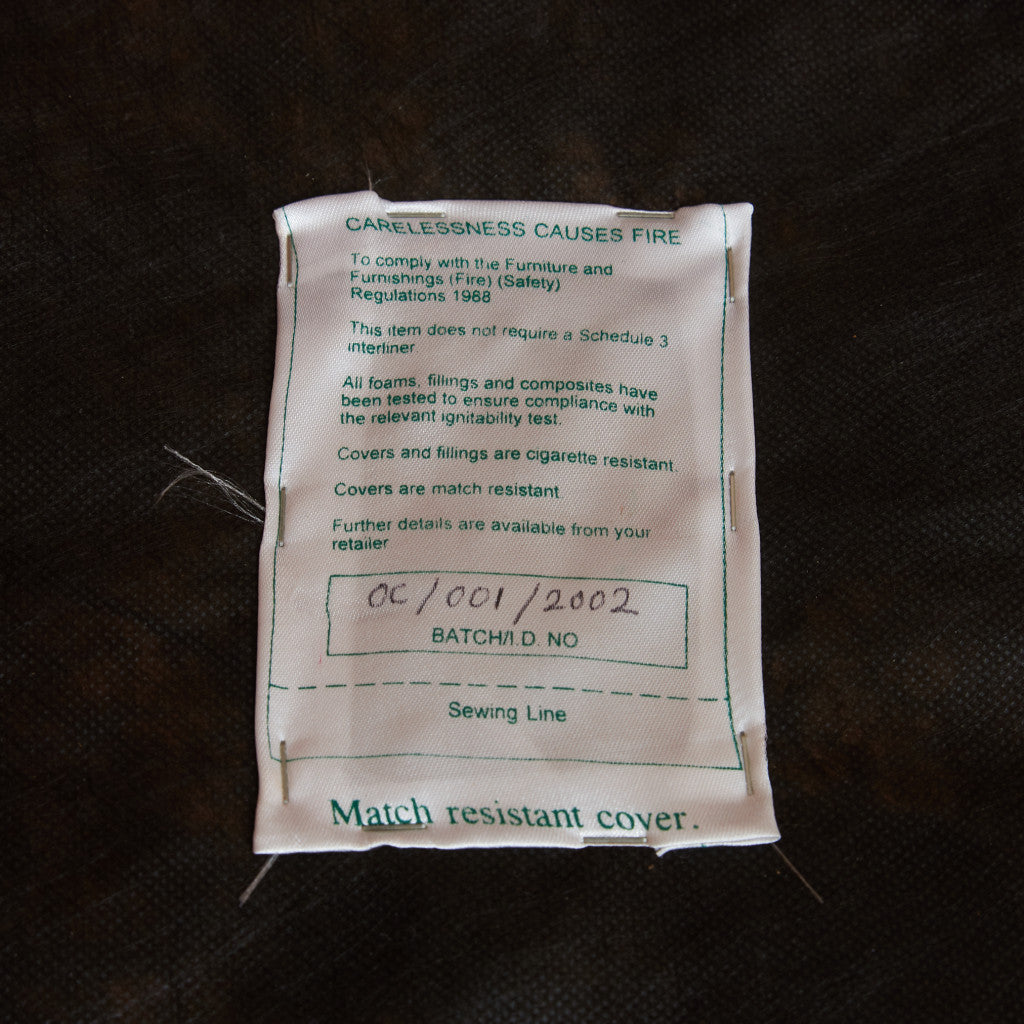 CARELESSNESS CAUSES FIRE
To comply with the Furniture and
Furnishings (Fire) (Safety)
Regulations 1988
This item does not require a Schedule 3
interliner
All foams, fillings and composites have
been tested to ensure compliance with
the relevant ignitability test.
Covers and fillings are cigarette resistant.
Covers are match resistant.
Further details are available from your
retailer
OC/001/2002
BATCH/I.D. NO
Sewing Line
Match resistant cover.